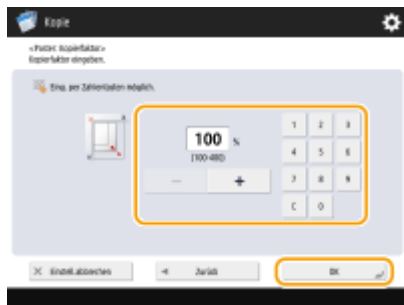 Kopie
<Poster: Kopierfaktor>
Kopierfaktor eingeben.
Eing. per Zahlentasten möglich.
100 %
(100-400)
1 2 3
4 5 6
- +
7 8 9
C 0
Einstell. abbrechen
Zurück
OK